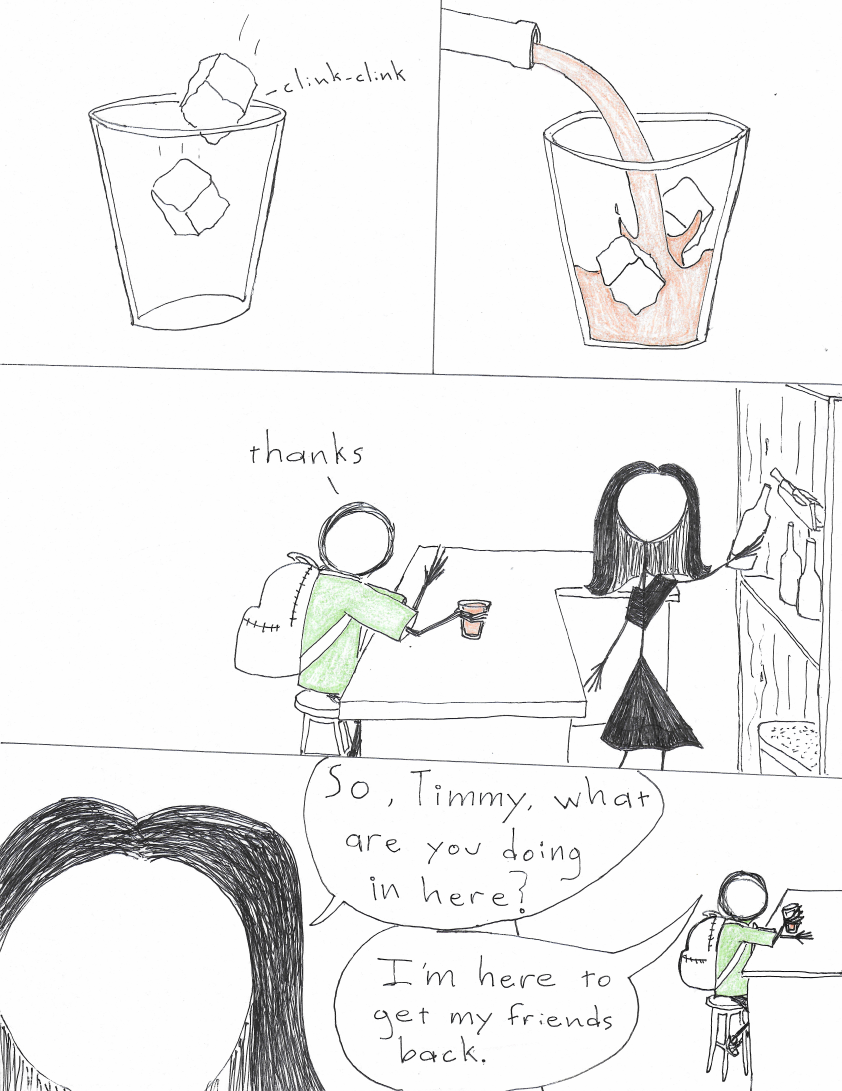 -clink-clink
thanks
So, Timmy, what
are you doing
in here?
I'm here to
get my friends
back.